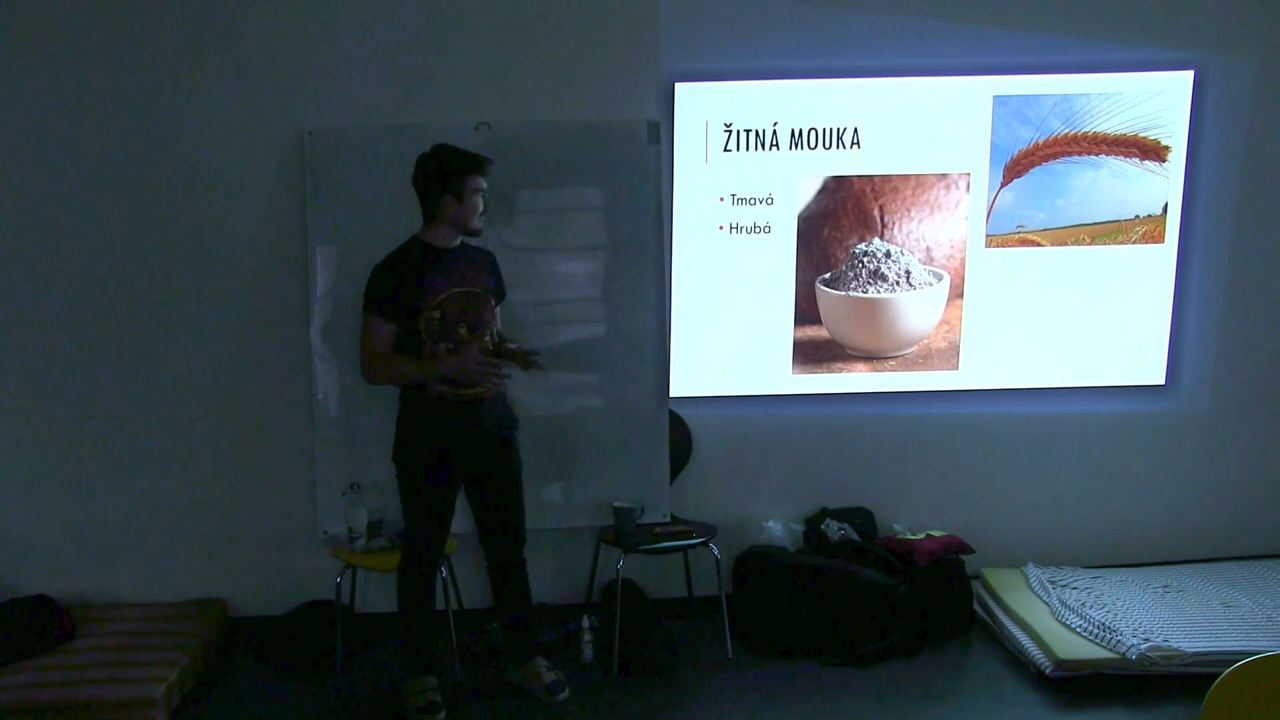 ŽITNÁ MOUKA
• Tmavá
• Hrubá